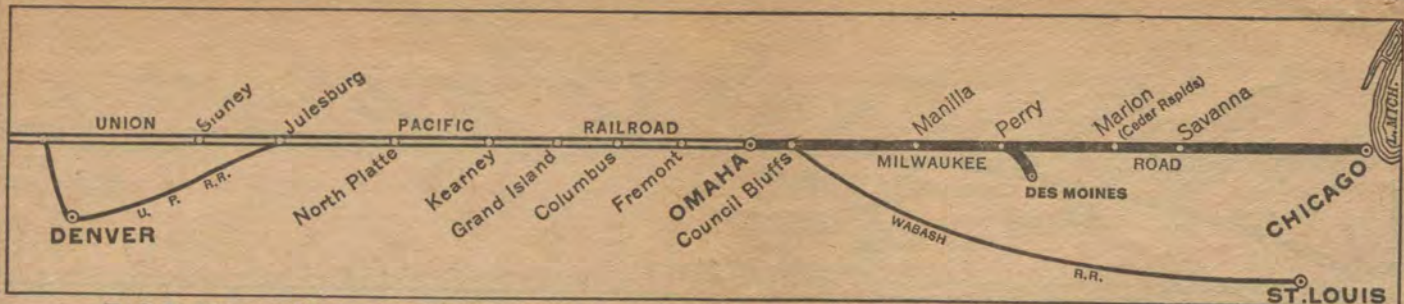 UNION PACIFIC RAILROAD
Sidney
Julesburg
North Platte
Kearney
Grand Island
Columbus
Fremont
OMAHA
Council Bluffs
Manilla
Perry
Marion
(Cedar Rapids)
Savanna
MILWAUKEE ROAD
DES MOINES
CHICAGO
L. MICH.
U. P. R.R.
DENVER
WABASH R.R.
ST. LOUIS